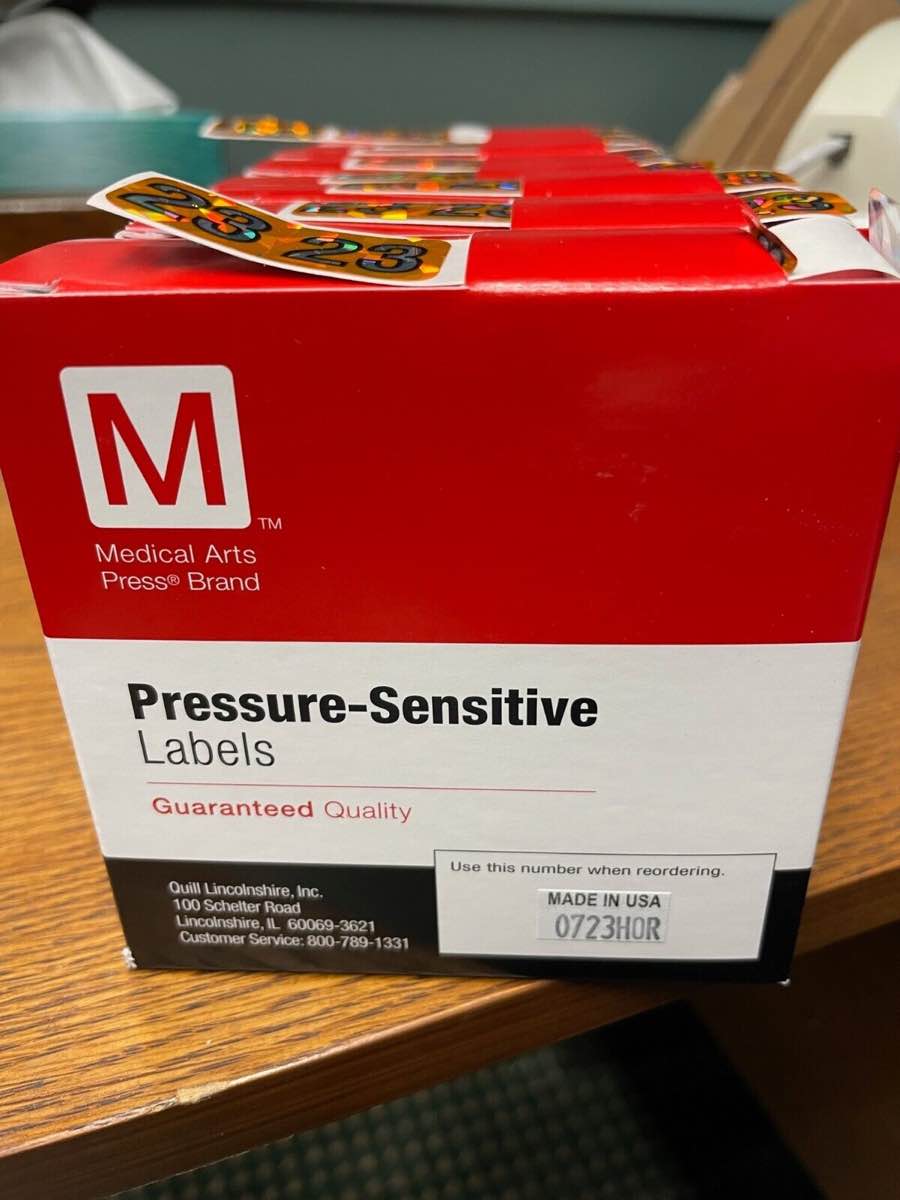 23 23
M
TM
Medical Arts
Press® Brand
Pressure-Sensitive
Labels
Guaranteed Quality
Quill Lincolnshire, Inc.
100 Schelter Road
Lincolnshire, IL 60069-3621
Customer Service: 800-789-1331
Use this number when reordering.
MADE IN USA
0723HOR